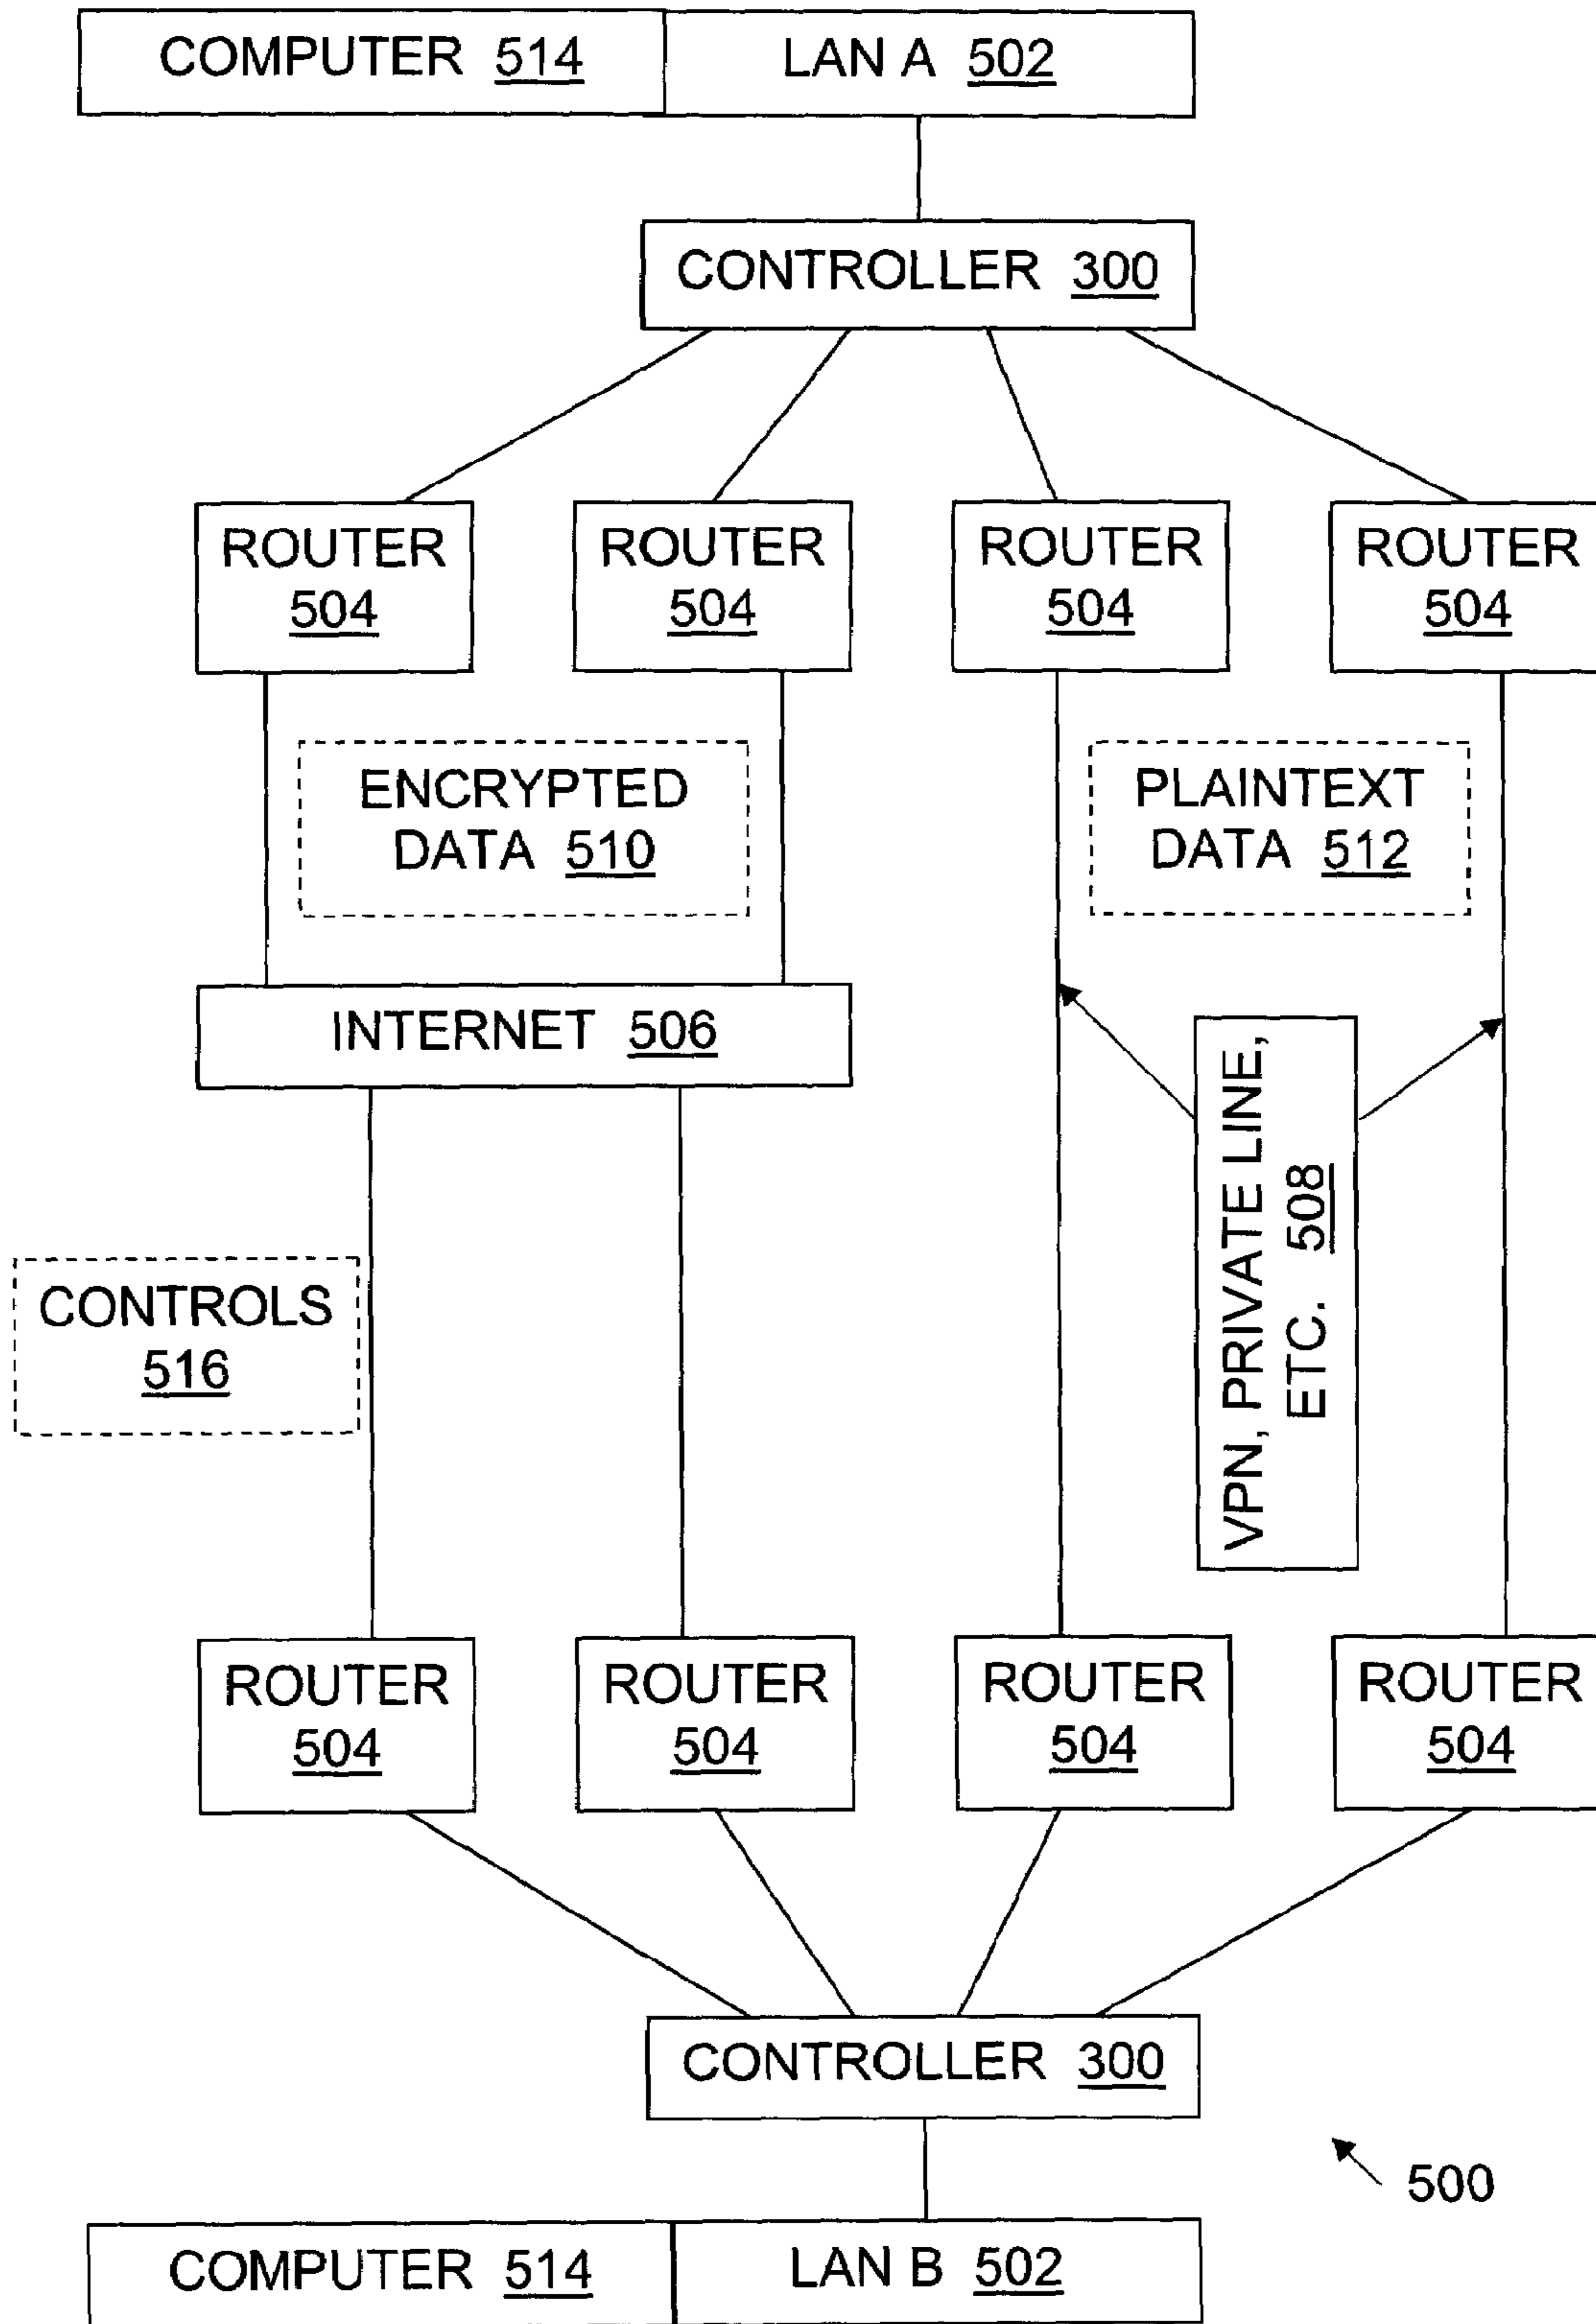 COMPUTER 514
LAN A 502
CONTROLLER 300
ROUTER
504
ROUTER
504
ROUTER
504
ROUTER
504
ENCRYPTED
DATA 510
PLAINTEXT
DATA 512
INTERNET 506
VPN, PRIVATE LINE,
ETC. 508
CONTROLS
516
ROUTER
504
ROUTER
504
ROUTER
504
ROUTER
504
CONTROLLER 300
500
COMPUTER 514
LAN B 502